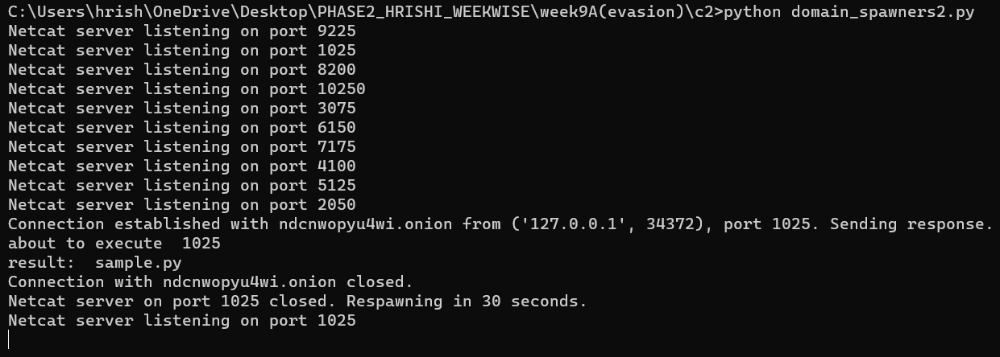 C:\Users\hrish\OneDrive\Desktop\PHASE2_HRISHI_WEEKWISE\week9A(evasion)\c2>python domain_spawners2.py
Netcat server listening on port 9225
Netcat server listening on port 1025
Netcat server listening on port 8200
Netcat server listening on port 10250
Netcat server listening on port 3075
Netcat server listening on port 6150
Netcat server listening on port 7175
Netcat server listening on port 4100
Netcat server listening on port 5125
Netcat server listening on port 2050
Connection established with ndcnwopyu4wi.onion from ('127.0.0.1', 34372), port 1025. Sending response.
about to execute  1025
result:  sample.py
Connection with ndcnwopyu4wi.onion closed.
Netcat server on port 1025 closed. Respawning in 30 seconds.
Netcat server listening on port 1025